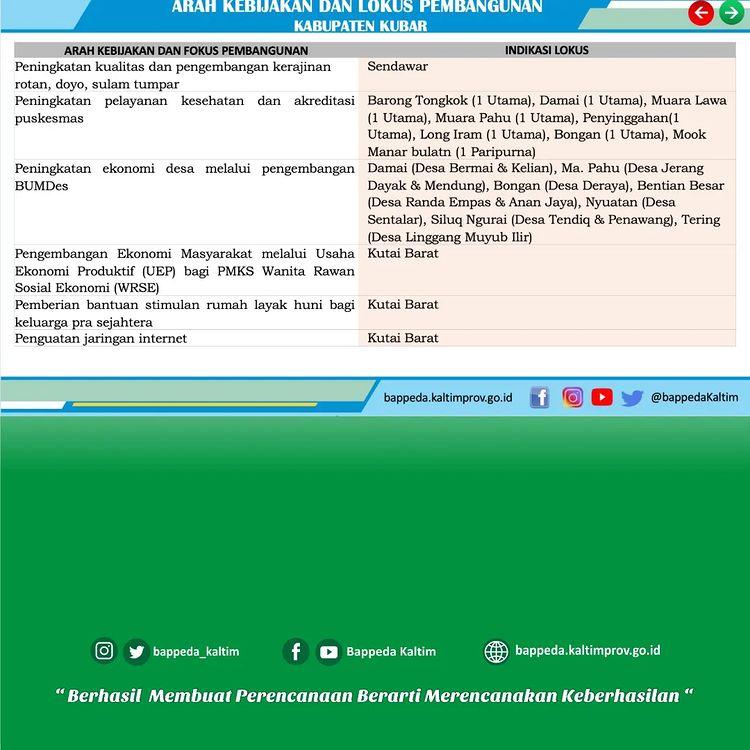 ARAH KEBIJAKAN DAN LOKUS PEMBANGUNAN
KABUPATEN KUBAR
ARAH KEBIJAKAN DAN FOKUS PEMBANGUNAN
INDIKASI LOKUS
Peningkatan kualitas dan pengembangan kerajinan
rotan, doyo, sulam tumpar
Sendawar
Peningkatan pelayanan kesehatan dan akreditasi
puskesmas
Barong Tongkok (1 Utama), Damai (1 Utama), Muara Lawa
(1 Utama), Muara Pahu (1 Utama), Penyinggahan(1
Utama), Long Iram (1 Utama), Bongan (1 Utama), Mook
Manar bulatn (1 Paripurna)
Peningkatan ekonomi desa melalui pengembangan
BUMDes
Damai (Desa Bermai & Kelian), Ma. Pahu (Desa Jerang
Dayak & Mendung), Bongan (Desa Deraya), Bentian Besar
(Desa Randa Empas & Anan Jaya), Nyuatan (Desa
Sentalar), Siluq Ngurai (Desa Tendiq & Penawang), Tering
(Desa Linggang Muyub Ilir)
Pengembangan Ekonomi Masyarakat melalui Usaha
Ekonomi Produktif (UEP) bagi PMKS Wanita Rawan
Sosial Ekonomi (WRSE)
Kutai Barat
Pemberian bantuan stimulan rumah layak huni bagi
keluarga pra sejahtera
Kutai Barat
Penguatan jaringan internet
Kutai Barat
bappeda.kaltimprov.go.id
@bappedaKaltim
bappeda_kaltim
Bappeda Kaltim
bappeda.kaltimprov.go.id
“ Berhasil Membuat Perencanaan Berarti Merencanakan Keberhasilan “